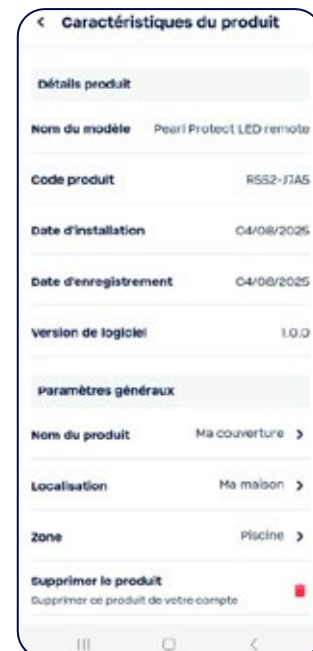 Caractéristiques du produit
Détails produit
Nom du modèle Pearl Protect LED remote
Code produit R552-J7A5
Date d'installation 04/08/2025
Date d'enregistrement 04/08/2025
Version de logiciel 1.0.0
Paramètres généraux
Nom du produit Ma couverture
Localisation Ma maison
Zone Piscine
Supprimer le produit
Supprimer ce produit de votre compte